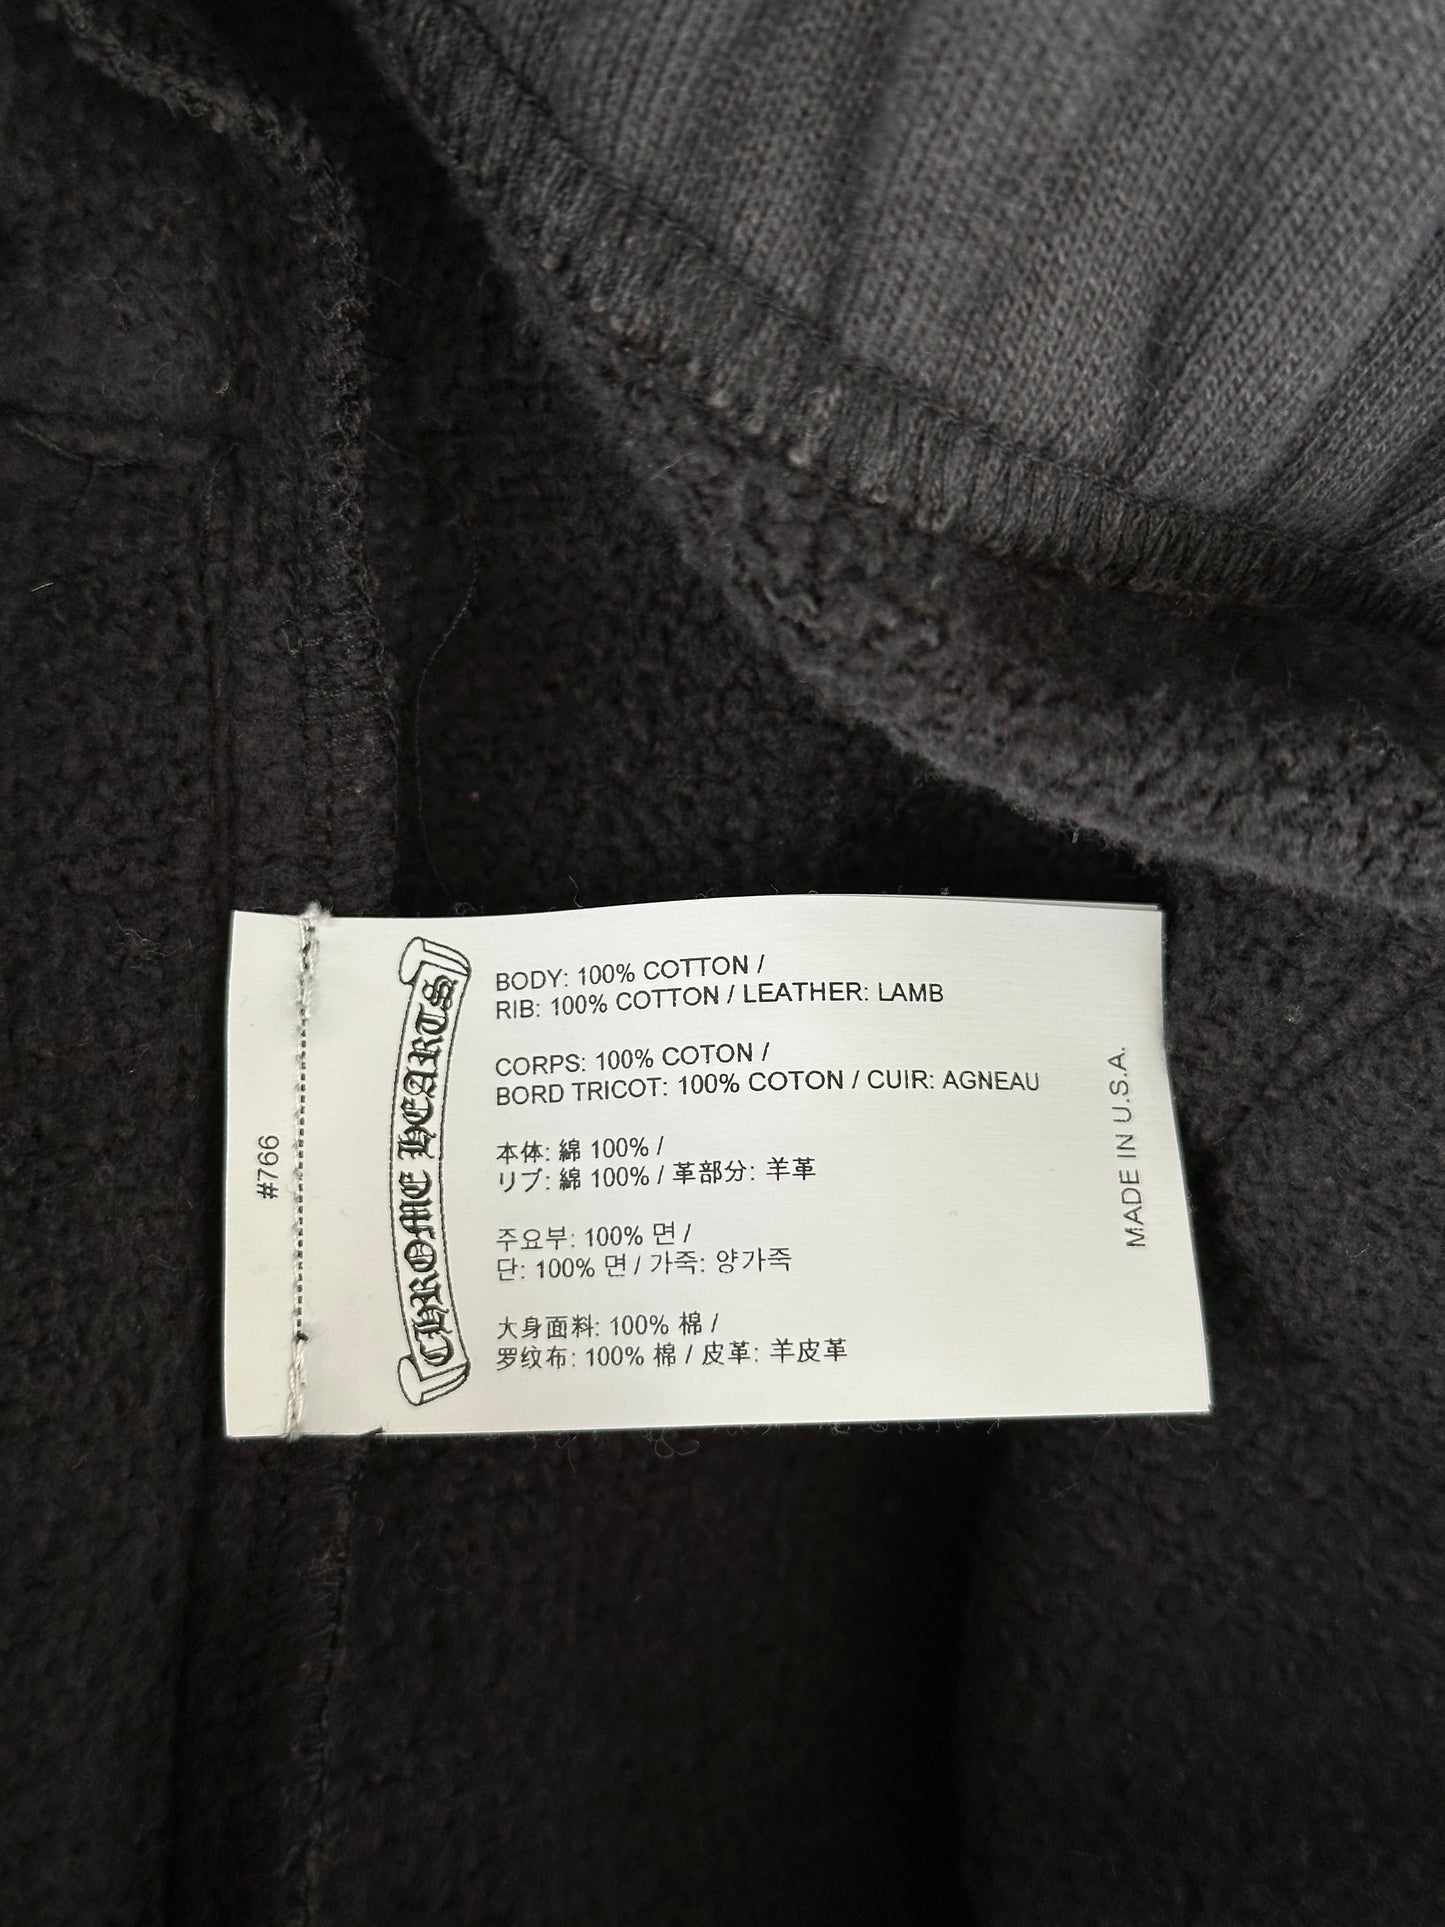 #766
CHROME HEARTS
BODY: 100% COTTON /
RIB: 100% COTTON / LEATHER: LAMB
CORPS: 100% COTON /
BORD TRICOT: 100% COTON / CUIR: AGNEAU
本体: 綿 100% /
リブ: 綿 100% / 革部分: 羊革
주요부: 100% 면 /
단: 100% 면 / 가죽: 양가죽
大身面料: 100% 棉 /
罗纹布: 100% 棉 / 皮革: 羊皮革
MADE IN U.S.A.